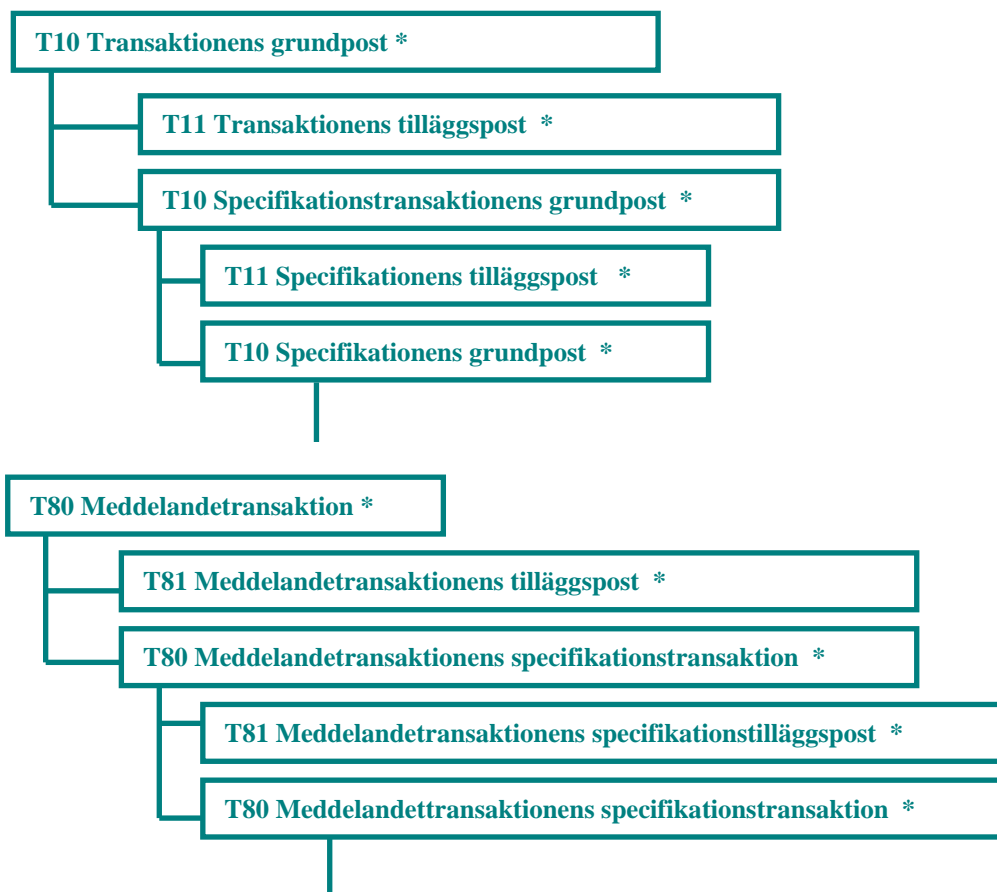 T10 Transaktionens grundpost *
T11 Transaktionens tilläggspost *
T10 Specifikationstransaktionens grundpost *
T11 Specifikationens tilläggspost *
T10 Specifikationens grundpost *
T80 Meddelandetransaktion *
T81 Meddelandetransaktionens tilläggspost *
T80 Meddelandetransaktionens specifikationstransaktion *
T81 Meddelandetransaktionens specifikationstilläggspost *
T80 Meddelandettransaktionens specifikationstransaktion *